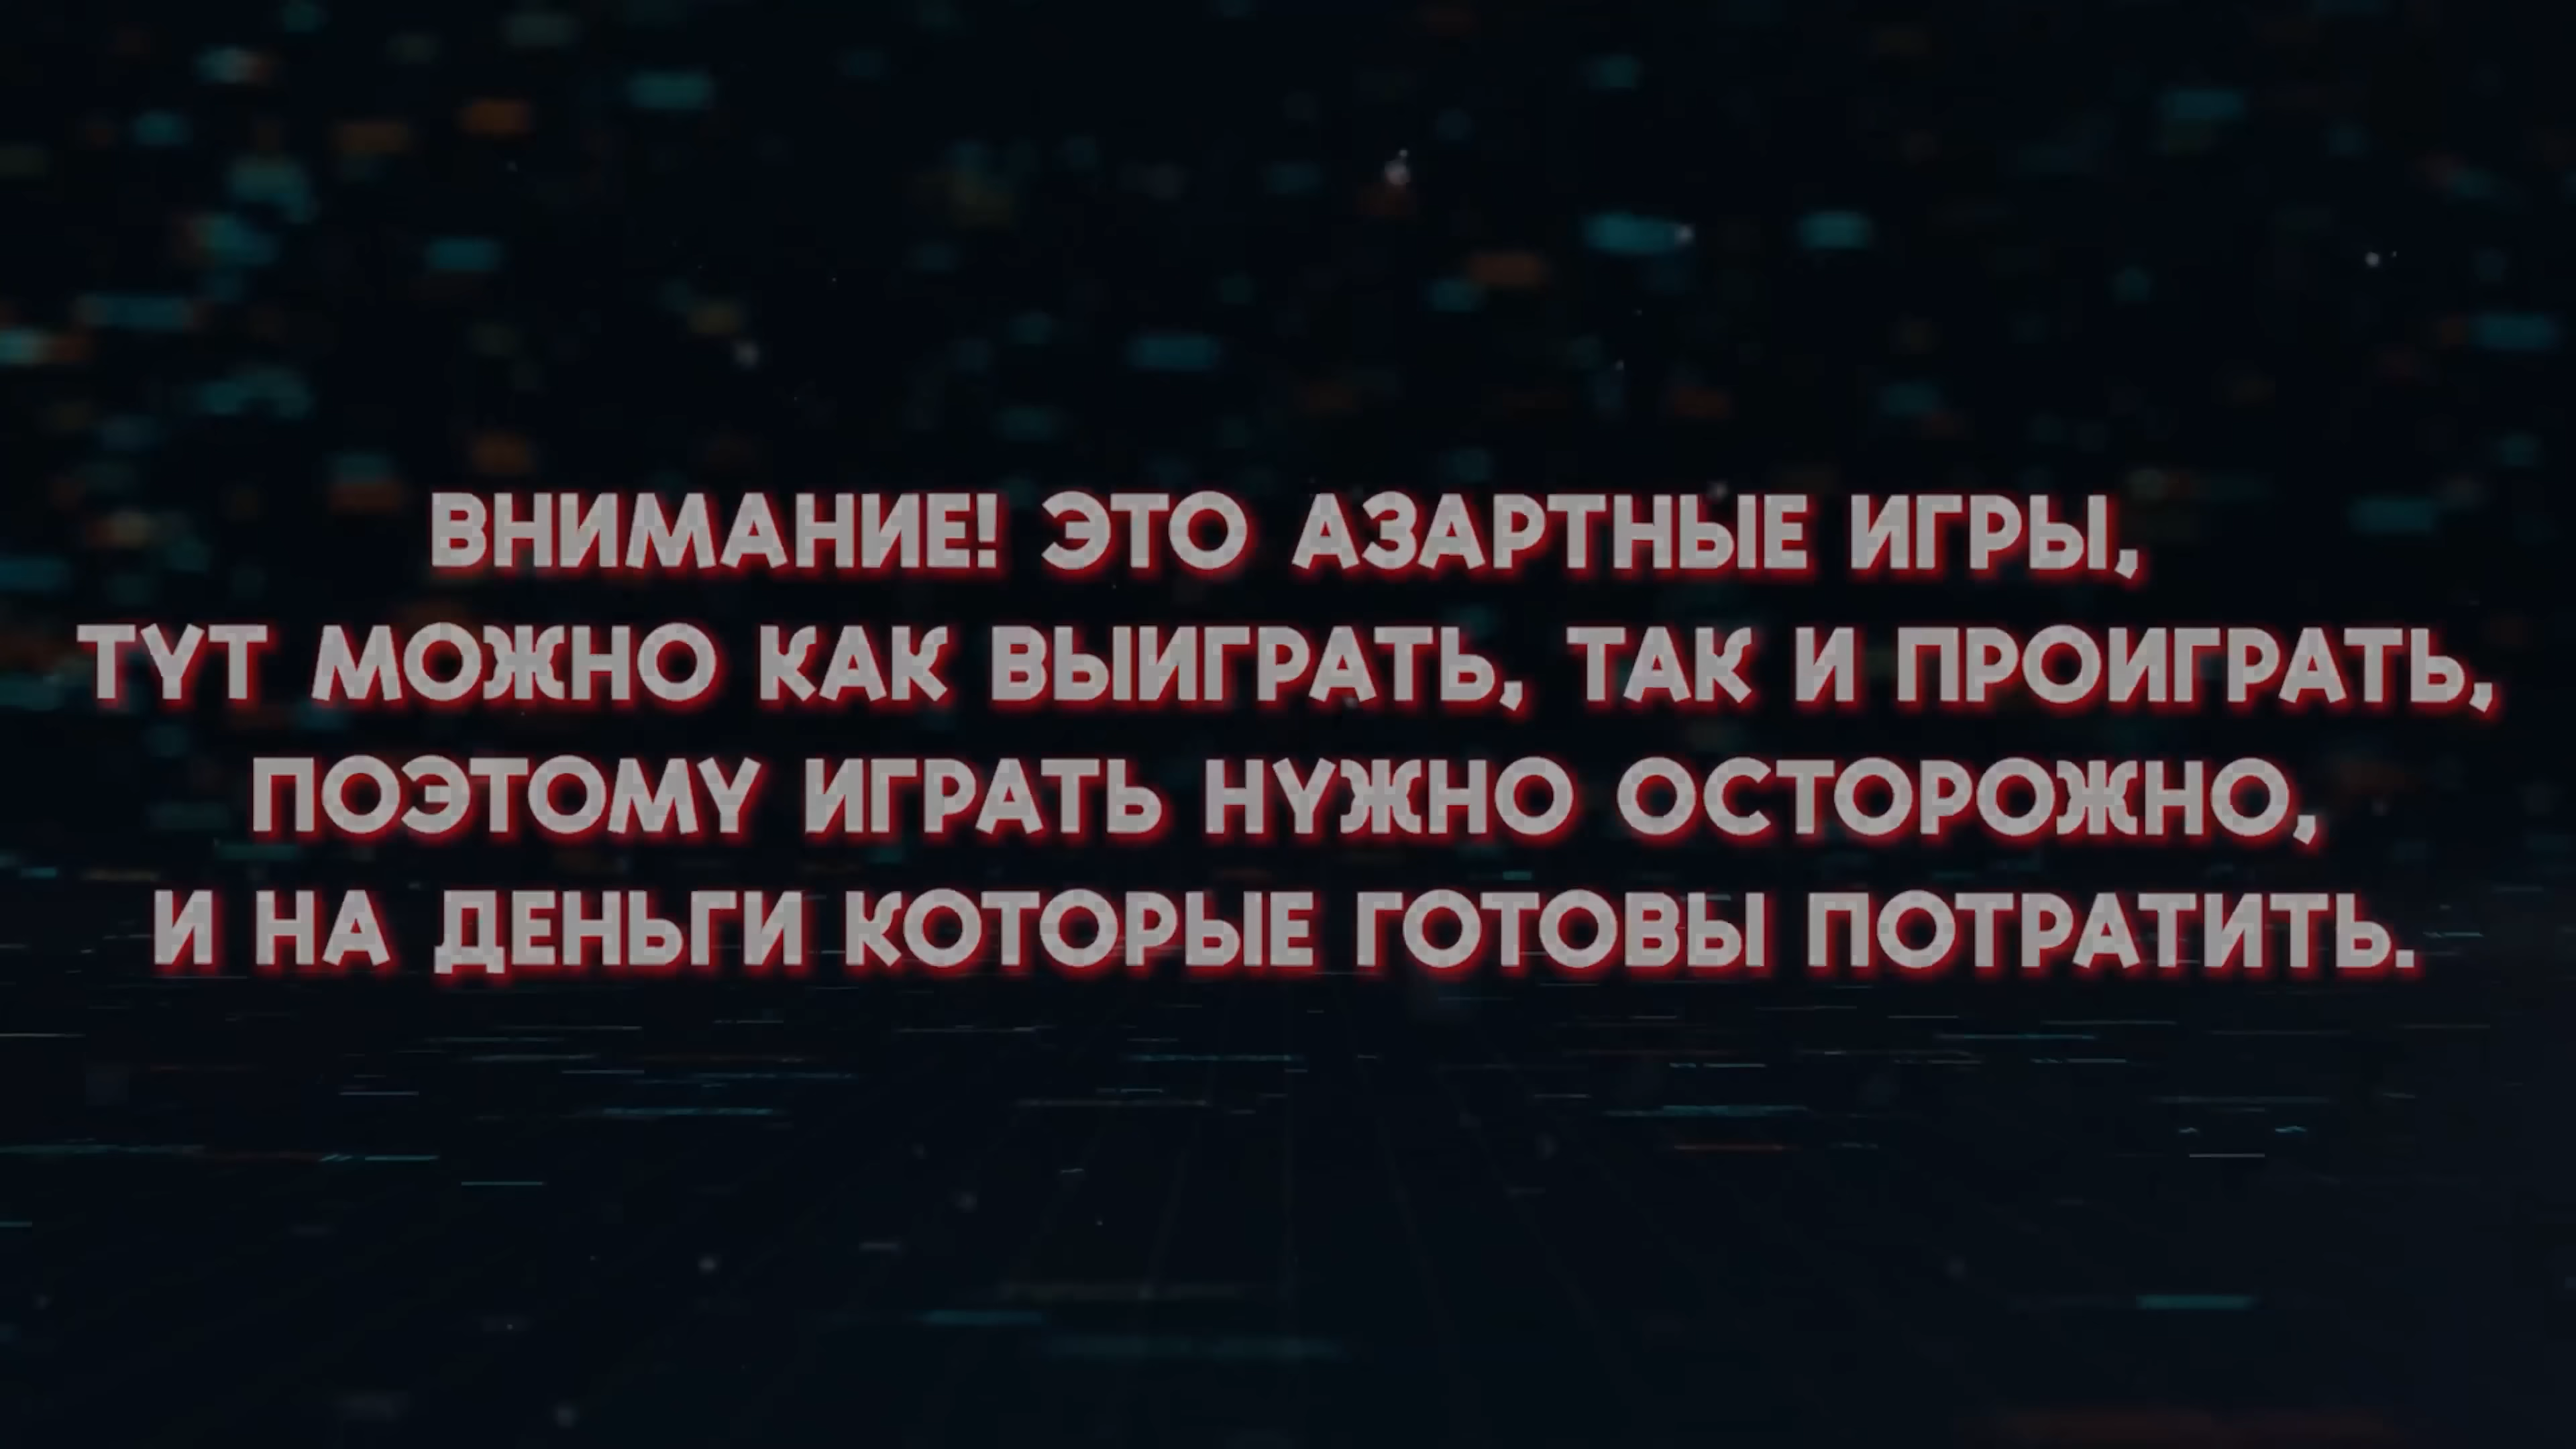 ВНИМАНИЕ! ЭТО АЗАРТНЫЕ ИГРЫ,
ТУТ МОЖНО КАК ВЫИГРАТЬ, ТАК И ПРОИГРАТЬ,
ПОЭТОМУ ИГРАТЬ НУЖНО ОСТОРОЖНО,
И НА ДЕНЬГИ КОТОРЫЕ ГОТОВЫ ПОТРАТИТЬ.